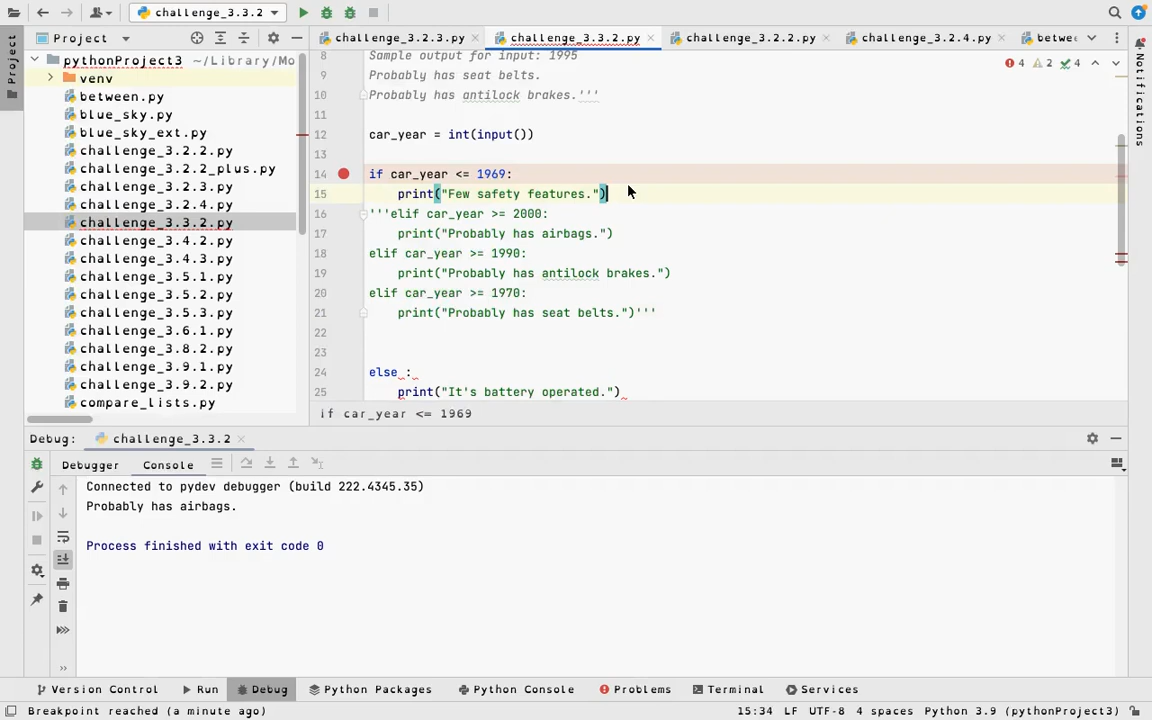 challenge_3.3.2
Project
pythonProject3 ~/Library/Mo
venv
between.py
blue_sky.py
blue_sky_ext.py
challenge_3.2.2.py
challenge_3.2.2_plus.py
challenge_3.2.3.py
challenge_3.2.4.py
challenge_3.3.2.py
challenge_3.4.2.py
challenge_3.4.3.py
challenge_3.5.1.py
challenge_3.5.2.py
challenge_3.5.3.py
challenge_3.6.1.py
challenge_3.8.2.py
challenge_3.9.1.py
challenge_3.9.2.py
compare_lists.py
Project
challenge_3.2.3.py challenge_3.3.2.py challenge_3.2.2.py challenge_3.2.4.py betwe
4 2 4
8 Sample output for input: 1995
9 Probably has seat belts.
10 Probably has antilock brakes.'''
11
12 car_year = int(input())
13
14 if car_year <= 1969:
15 print("Few safety features.")
16 '''elif car_year >= 2000:
17 print("Probably has airbags.")
18 elif car_year >= 1990:
19 print("Probably has antilock brakes.")
20 elif car_year >= 1970:
21 print("Probably has seat belts.")'''
22
23
24 else :
25 print("It's battery operated.")
if car_year <= 1969
Notifications
Debug: challenge_3.3.2
Debugger Console
Connected to pydev debugger (build 222.4345.35)
Probably has airbags.
Process finished with exit code 0
Version Control Run Debug Python Packages Python Console Problems Terminal Services
Breakpoint reached (a minute ago) 15:34 LF UTF-8 4 spaces Python 3.9 (pythonProject3)